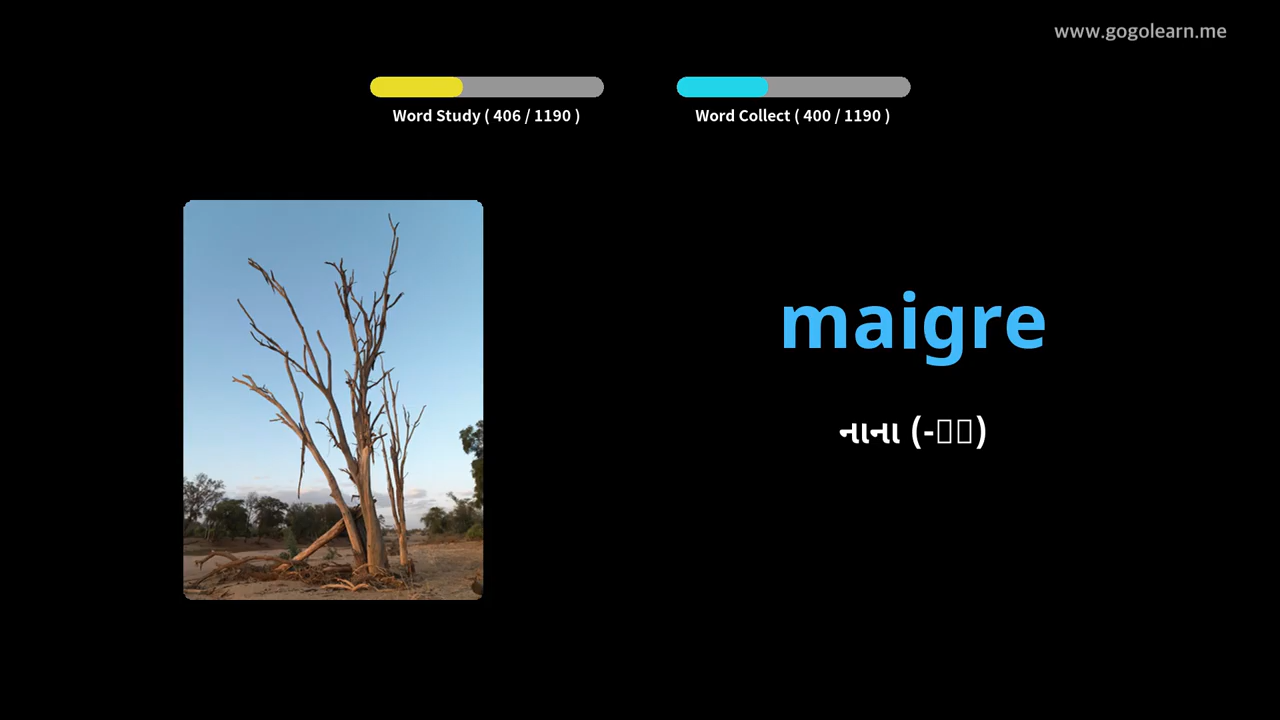 www.gogolearn.me
Word Study ( 406 / 1190 )
Word Collect ( 400 / 1190 )
maigre
નાના (-)